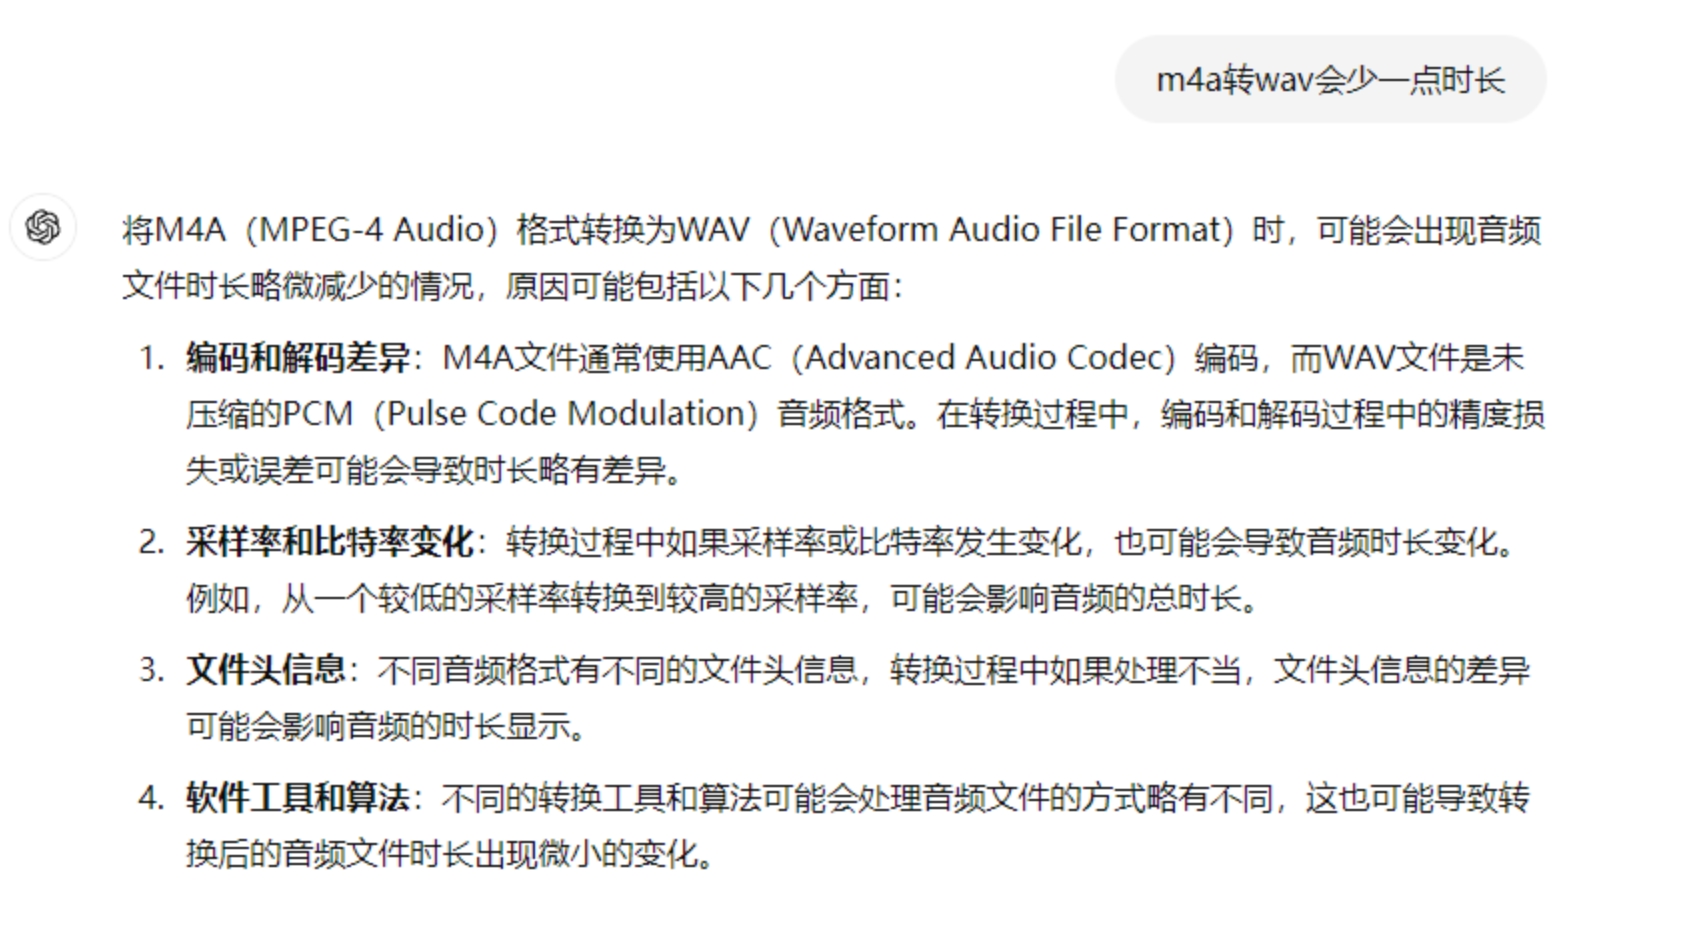 m4a转wav会少一点时长
将M4A（MPEG-4 Audio）格式转换为WAV（Waveform Audio File Format）时，可能会出现音频
文件时长略微减少的情况，原因可能包括以下几个方面：
1. 编码和解码差异：M4A文件通常使用AAC（Advanced Audio Codec）编码，而WAV文件是未
压缩的PCM（Pulse Code Modulation）音频格式。在转换过程中，编码和解码过程中的精度损
失或误差可能会导致时长略有差异。
2. 采样率和比特率变化：转换过程中如果采样率或比特率发生变化，也可能会导致音频时长变化。
例如，从一个较低的采样率转换到较高的采样率，可能会影响音频的总时长。
3. 文件头信息：不同音频格式有不同的文件头信息，转换过程中如果处理不当，文件头信息的差异
可能会影响音频的时长显示。
4. 软件工具和算法：不同的转换工具和算法可能会处理音频文件的方式略有不同，这也可能导致转
换后的音频文件时长出现微小的变化。